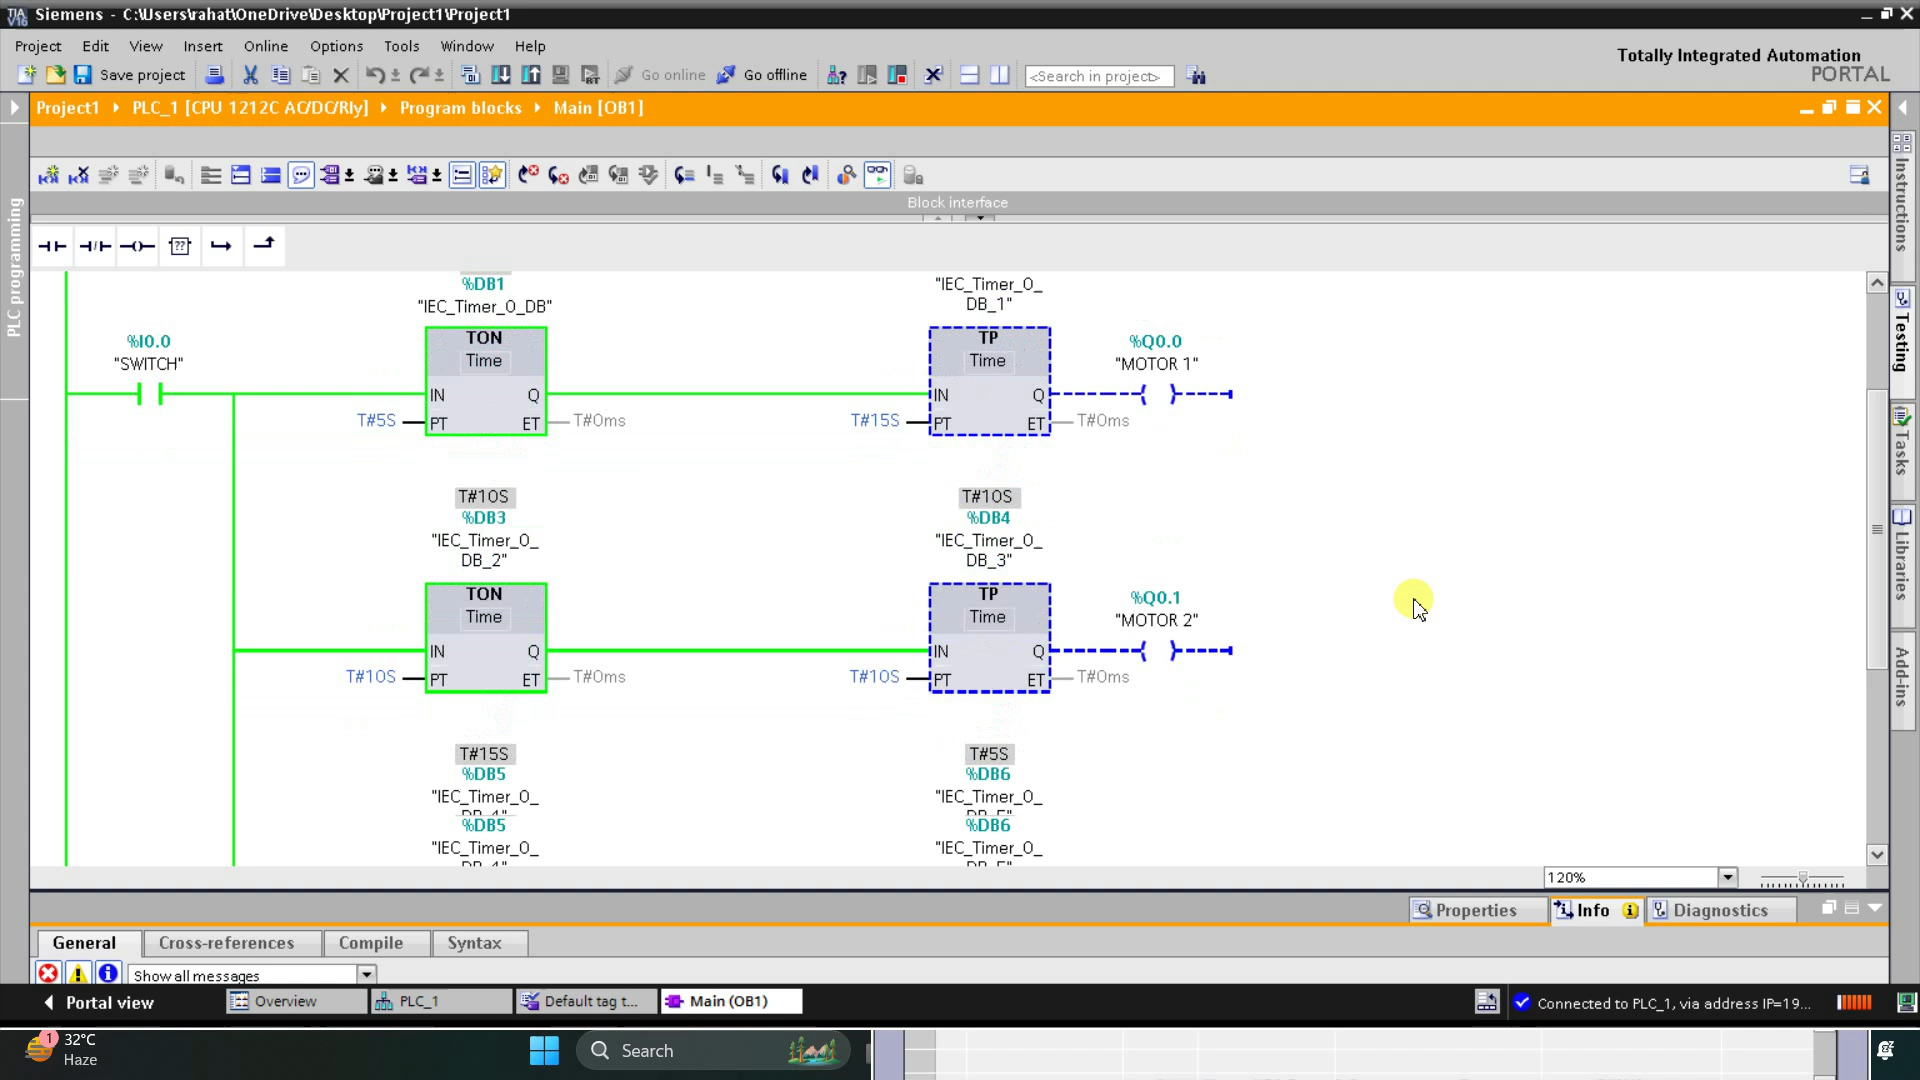 TIA V16 Siemens - C:\Users\rahat\OneDrive\Desktop\Project1\Project1
Project Edit View Insert Online Options Tools Window Help
Totally Integrated Automation
PORTAL
Save project Go online Go offline <Search in project>
Project1 PLC_1 [CPU 1212C AC/DC/Rly] Program blocks Main [OB1]
Block interface
PLC programming
Instructions
Testing
Tasks
Libraries
Add-ins
??
%DB1
"IEC_Timer_0_DB"
"IEC_Timer_0_
DB_1"
%I0.0
"SWITCH"
TON
Time
TP
Time
%Q0.0
"MOTOR 1"
IN Q IN Q
T#5S PT ET T#0ms T#15S PT ET T#0ms
T#10S T#10S
%DB3 %DB4
"IEC_Timer_0_ "IEC_Timer_0_
DB_2" DB_3"
TON TP %Q0.1
Time Time "MOTOR 2"
IN Q IN Q
T#10S PT ET T#0ms T#10S PT ET T#0ms
T#15S T#5S
%DB5 %DB6
"IEC_Timer_0_ "IEC_Timer_0_
%DB5 %DB6
"IEC_Timer_0_ "IEC_Timer_0_
120%
Properties Info Diagnostics
General Cross-references Compile Syntax
Show all messages
Portal view Overview PLC_1 Default tag t... Main (OB1) Connected to PLC_1, via address IP=19...
1
32°C
Haze
Search